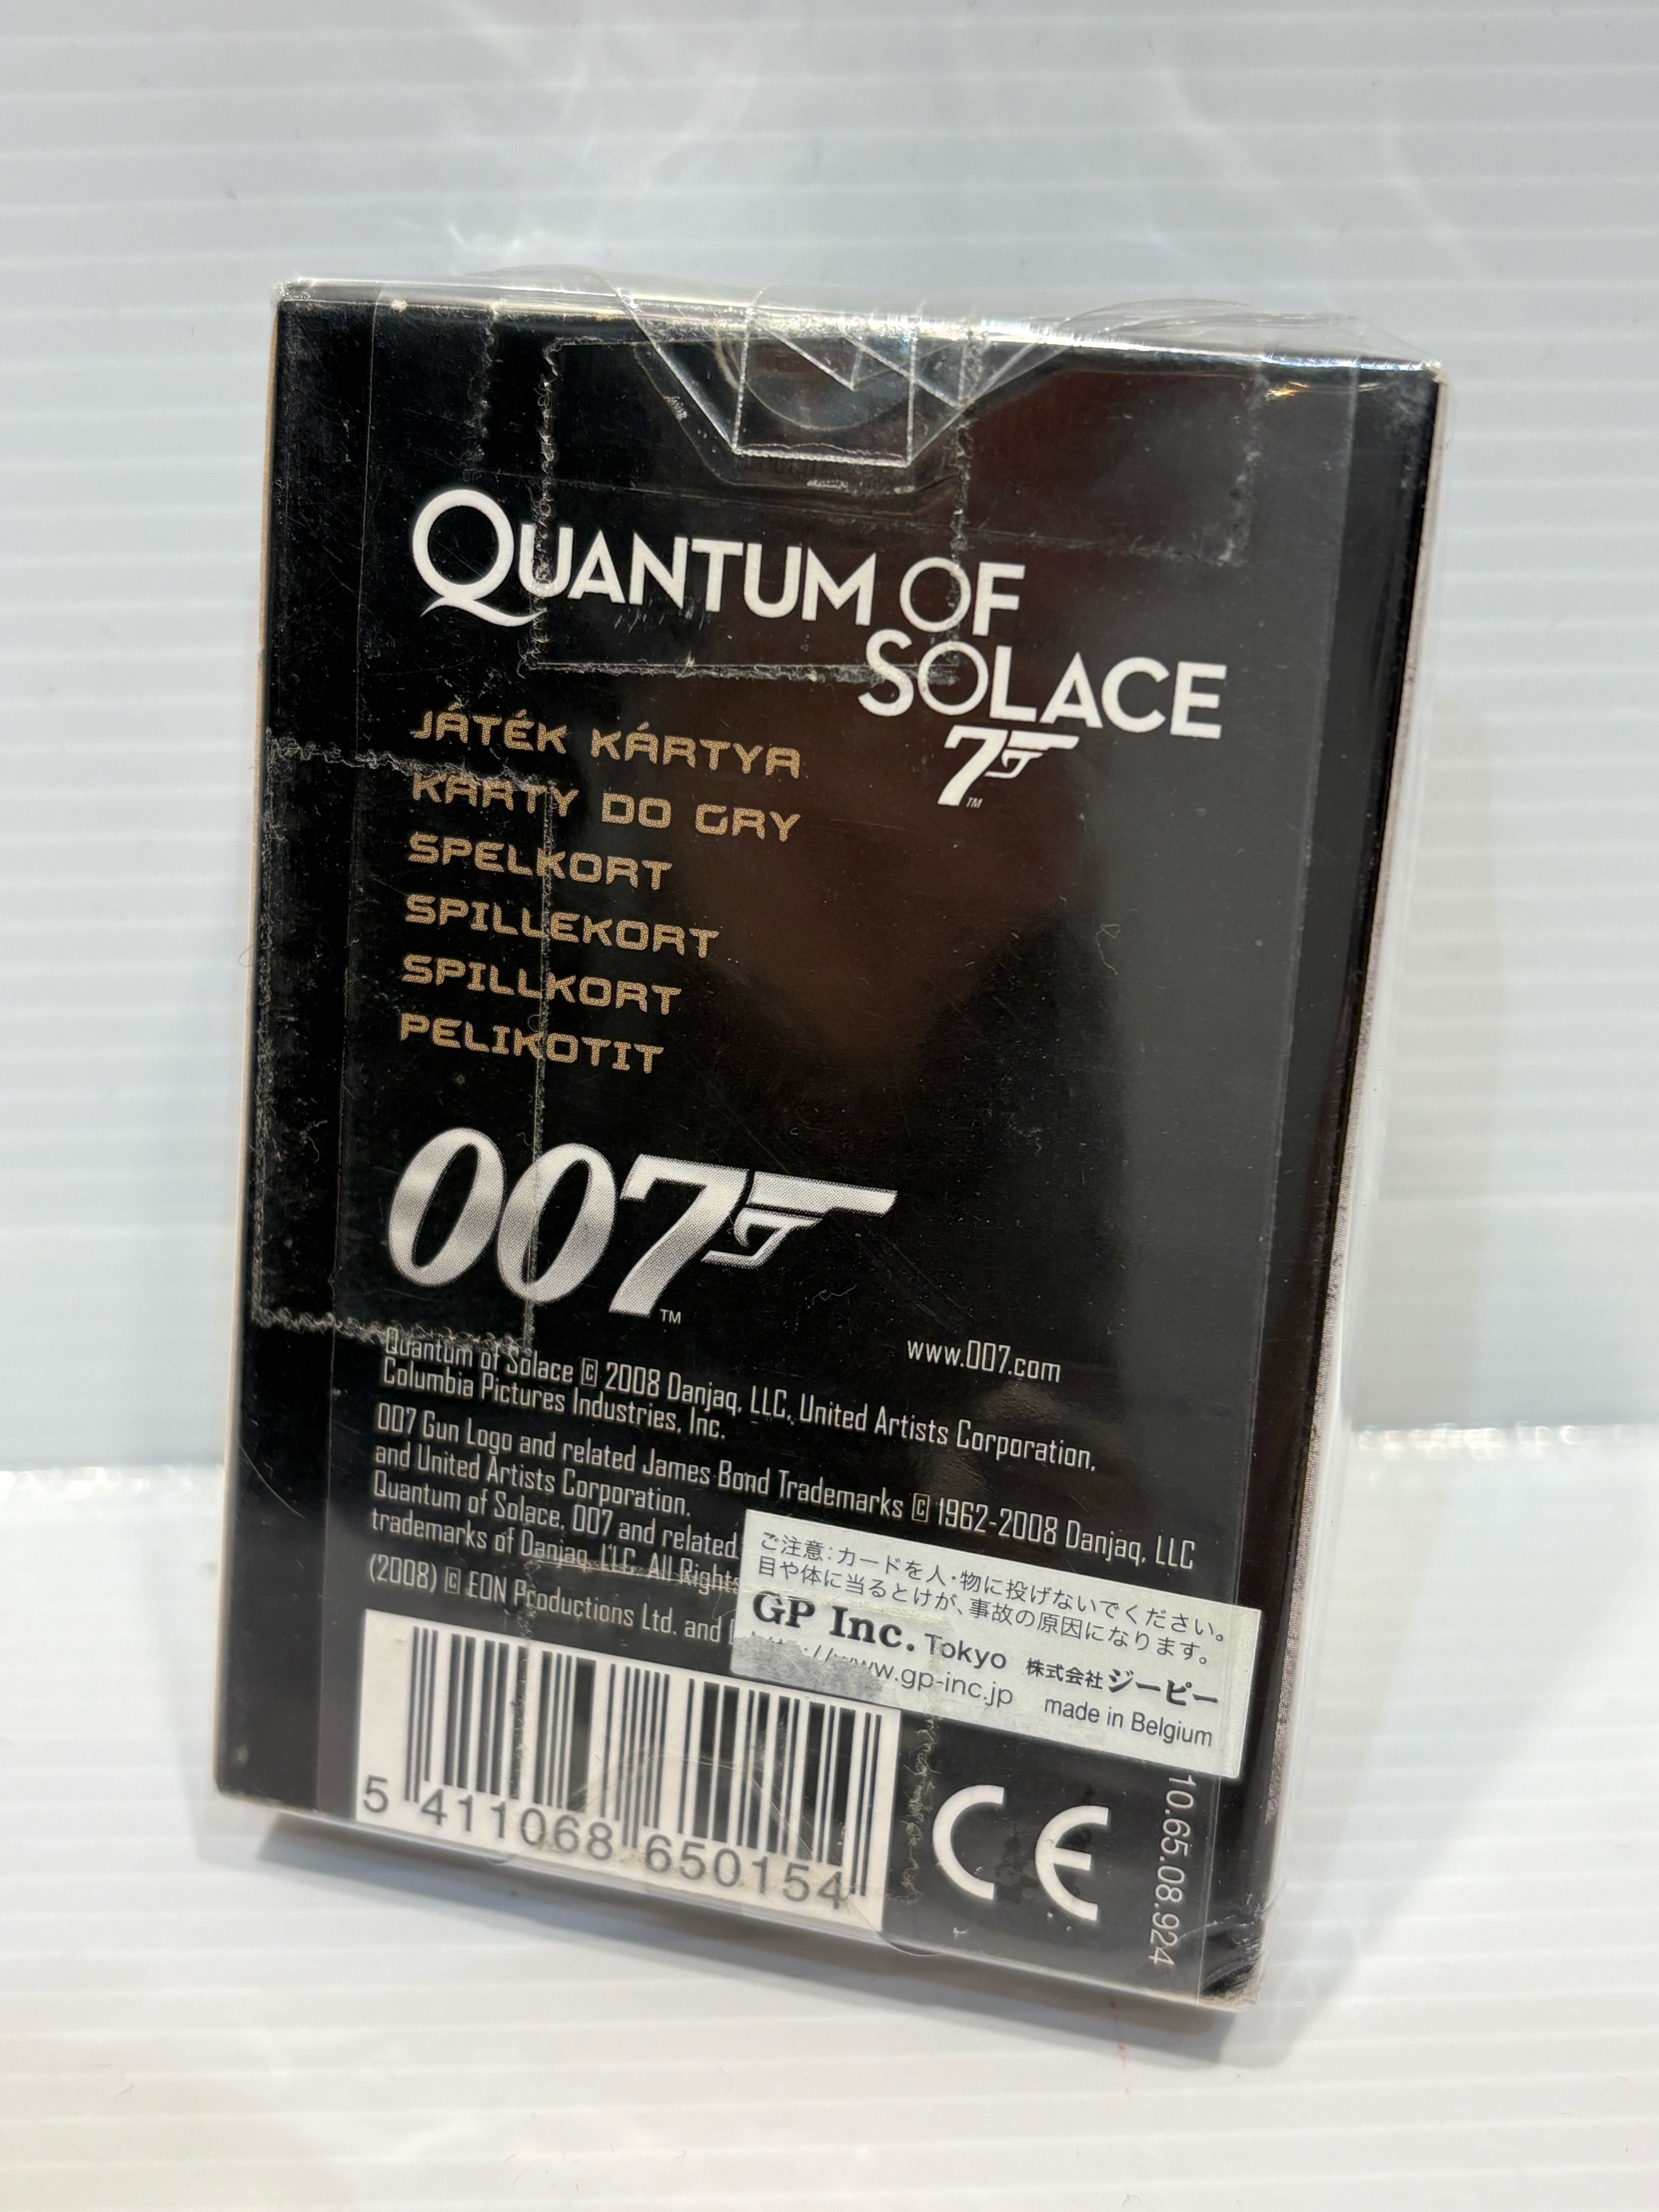 QUANTUM OF
SOLACE
7™
JÁTÉK KÁRTYA
KARTY DO GRY
SPELKORT
SPILLEKORT
SPILLKORT
PELIKOTIT
007™
www.007.com
Quantum of Solace © 2008 Danjaq, LLC, United Artists Corporation,
Columbia Pictures Industries, Inc.
007 Gun Logo and related James Bond Trademarks © 1962-2008 Danjaq, LLC
and United Artists Corporation.
Quantum of Solace, 007 and related
trademarks of Danjaq, LLC. All Rights
(2008) © EON Productions Ltd. and
ご注意:カードを人・物に投げないでください。
目や体に当るとけが、事故の原因になります。
GP Inc. Tokyo 株式会社ジーピー
http://www.gp-inc.jp made in Belgium
5 411068 650154
CE
10.65.08.924